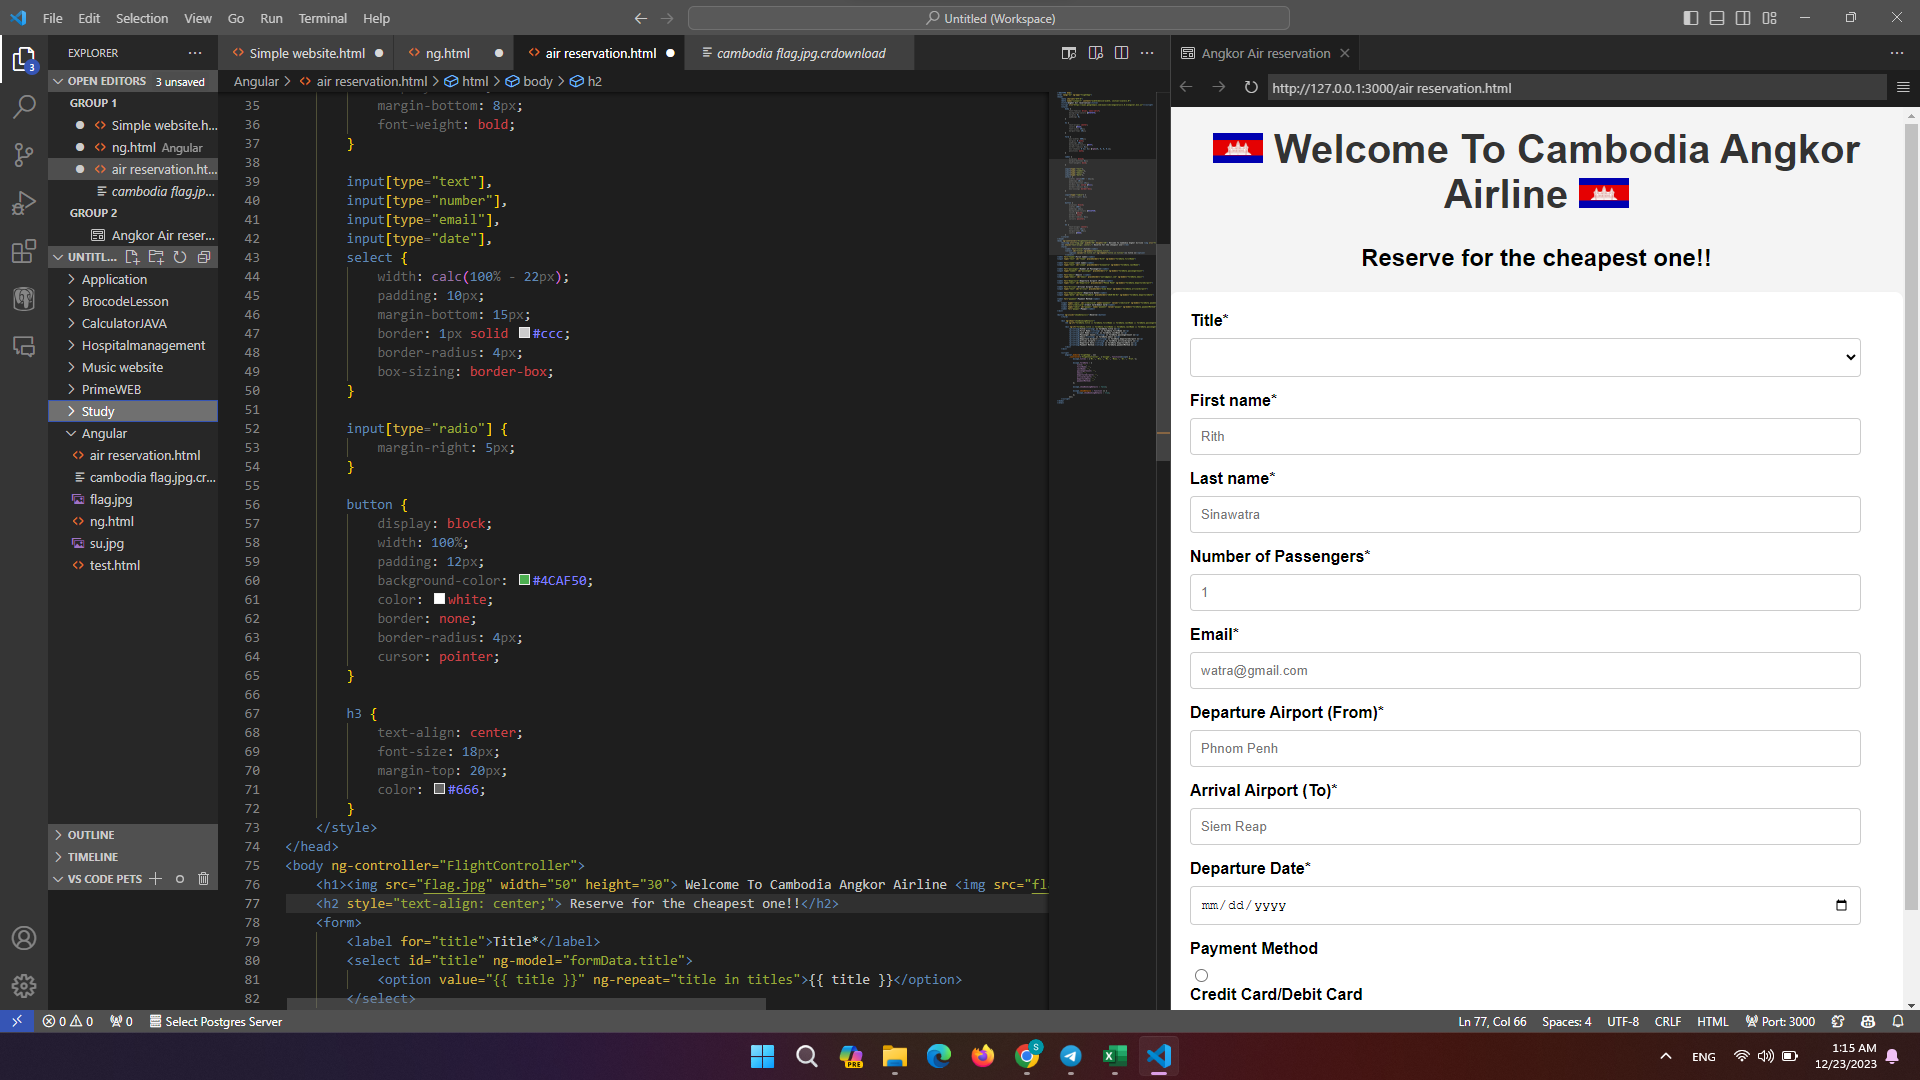 File Edit Selection View Go Run Terminal Help
Untitled (Workspace)
EXPLORER
OPEN EDITORS 3 unsaved
GROUP 1
Simple website.h...
ng.html Angular
air reservation.ht...
cambodia flag.jp...
GROUP 2
Angkor Air reser...
UNTITL...
Application
BrocodeLesson
CalculatorJAVA
Hospitalmanagement
Music website
PrimeWEB
Study
Angular
air reservation.html
cambodia flag.jpg.cr...
flag.jpg
ng.html
su.jpg
test.html
OUTLINE
TIMELINE
VS CODE PETS
3
Simple website.html
ng.html
air reservation.html
cambodia flag.jpg.crdownload
Angular > air reservation.html > html > body > h2
35 margin-bottom: 8px;
36 font-weight: bold;
37 }
38
39 input[type="text"],
40 input[type="number"],
41 input[type="email"],
42 input[type="date"],
43 select {
44 width: calc(100% - 22px);
45 padding: 10px;
46 margin-bottom: 15px;
47 border: 1px solid #ccc;
48 border-radius: 4px;
49 box-sizing: border-box;
50 }
51
52 input[type="radio"] {
53 margin-right: 5px;
54 }
55
56 button {
57 display: block;
58 width: 100%;
59 padding: 12px;
60 background-color: #4CAF50;
61 color: white;
62 border: none;
63 border-radius: 4px;
64 cursor: pointer;
65 }
66
67 h3 {
68 text-align: center;
69 font-size: 18px;
70 margin-top: 20px;
71 color: #666;
72 }
73 </style>
74 </head>
75 <body ng-controller="FlightController">
76 <h1><img src="flag.jpg" width="50" height="30"> Welcome To Cambodia Angkor Airline <img src="fl
77 <h2 style="text-align: center;"> Reserve for the cheapest one!!</h2>
78 <form>
79 <label for="title">Title*</label>
80 <select id="title" ng-model="formData.title">
81 <option value="{{ title }}" ng-repeat="title in titles">{{ title }}</option>
82 </select>
Angkor Air reservation
http://127.0.0.1:3000/air reservation.html
Welcome To Cambodia Angkor
Airline
Reserve for the cheapest one!!
Title*
First name*
Rith
Last name*
Sinawatra
Number of Passengers*
1
Email*
watra@gmail.com
Departure Airport (From)*
Phnom Penh
Arrival Airport (To)*
Siem Reap
Departure Date*
mm/dd/yyyy
Payment Method
Credit Card/Debit Card
0 0 0 Select Postgres Server
Ln 77, Col 66 Spaces: 4 UTF-8 CRLF HTML Port: 3000
PRE
S
ENG
1:15 AM
12/23/2023